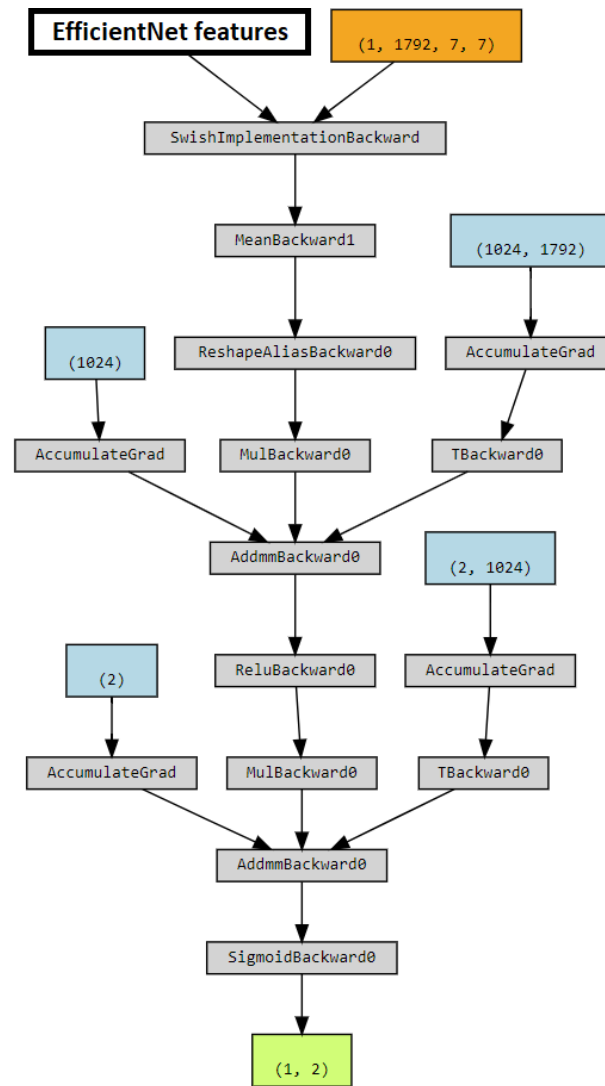 EfficientNet features
(1, 1792, 7, 7)
SwishImplementationBackward
MeanBackward1
(1024, 1792)
(1024)
ReshapeAliasBackward0
AccumulateGrad
AccumulateGrad
MulBackward0
TBackward0
AddmmBackward0
(2, 1024)
(2)
ReluBackward0
AccumulateGrad
AccumulateGrad
MulBackward0
TBackward0
AddmmBackward0
SigmoidBackward0
(1, 2)